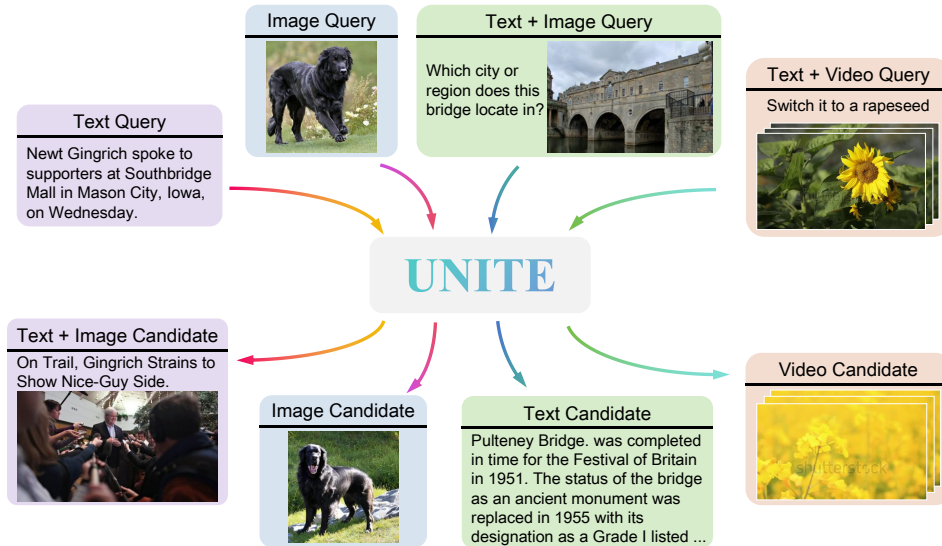 Image Query
Text + Image Query
Which city or
region does this
bridge locate in?
Text + Video Query
Switch it to a rapeseed
Text Query
Newt Gingrich spoke to
supporters at Southbridge
Mall in Mason City, Iowa,
on Wednesday.
UNITE
Text + Image Candidate
On Trail, Gingrich Strains to
Show Nice-Guy Side.
Image Candidate
Text Candidate
Pulteney Bridge. was completed
in time for the Festival of Britain
in 1951. The status of the bridge
as an ancient monument was
replaced in 1955 with its
designation as a Grade I listed ...
Video Candidate
shutterstock